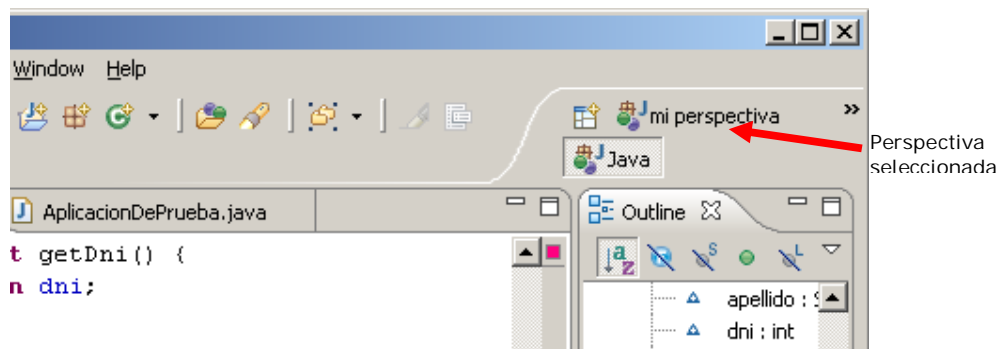 Window Help
mi perspectiva
»
Perspectiva
seleccionada
Java
AplicacionDePrueba.java
Outline
t getDni() {
n dni;
apellido : S
dni : int